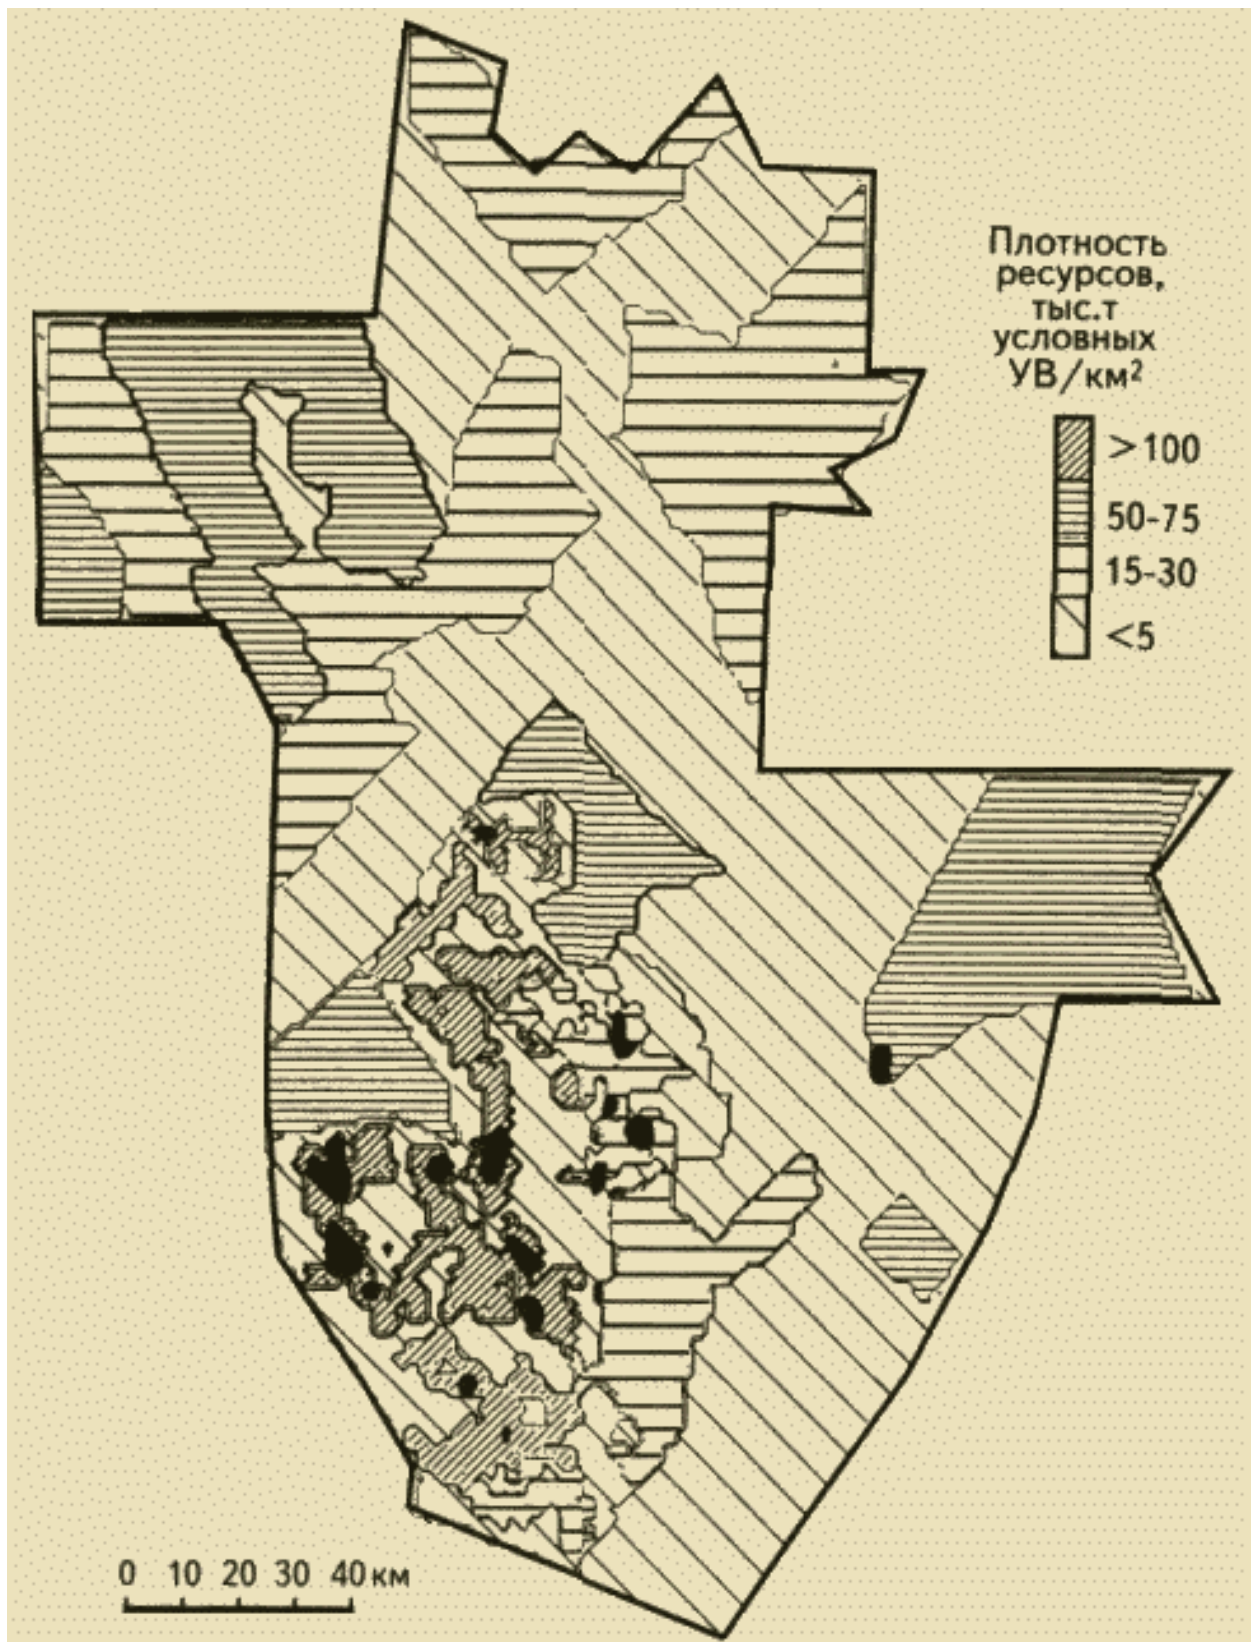 Плотность
ресурсов,
тыс.т
условных
УВ/км²
>100
50-75
15-30
<5
0 10 20 30 40 км